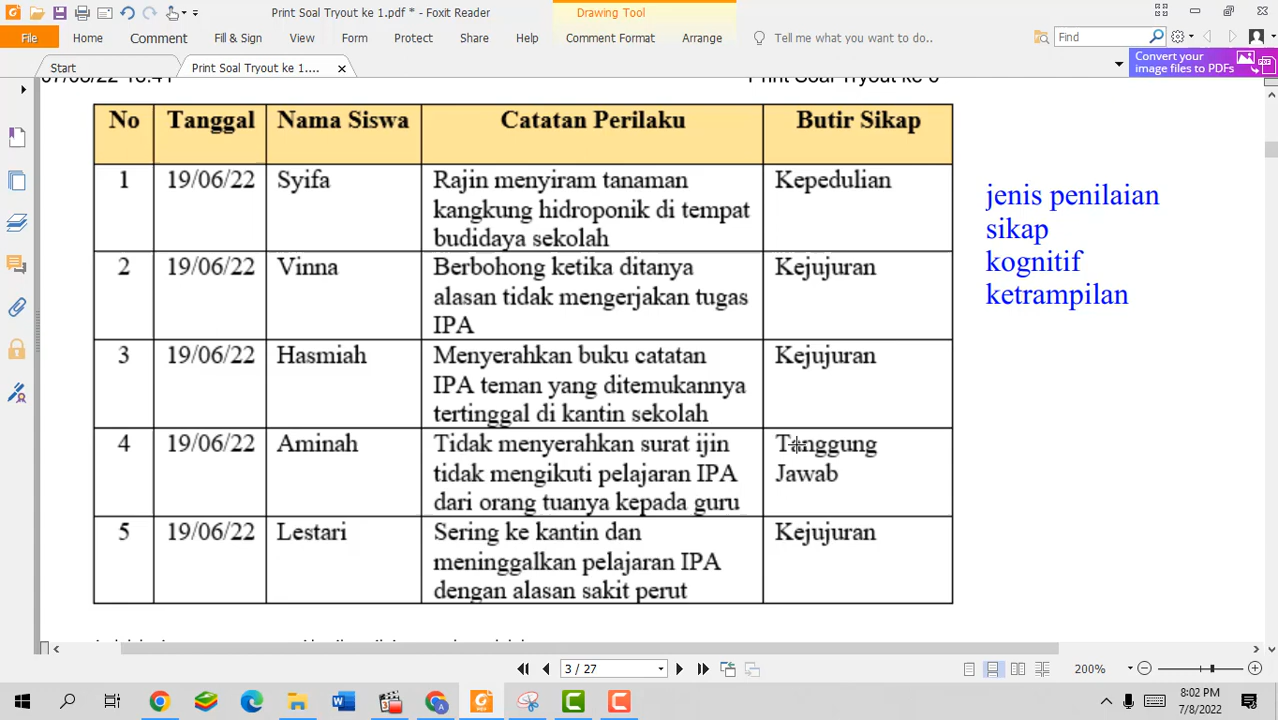 Print Soal Tryout ke 1.pdf * - Foxit Reader
Drawing Tool
File
Home
Comment
Fill & Sign
View
Form
Protect
Share
Help
Comment Format
Arrange
Tell me what you want to do..
Find
Start
Print Soal Tryout ke 1....
Convert your
image files to PDFs
No
Tanggal
Nama Siswa
Catatan Perilaku
Butir Sikap
1
19/06/22
Syifa
Rajin menyiram tanaman
kangkung hidroponik di tempat
budidaya sekolah
Kepedulian
2
19/06/22
Vinna
Berbohong ketika ditanya
alasan tidak mengerjakan tugas
IPA
Kejujuran
3
19/06/22
Hasmiah
Menyerahkan buku catatan
IPA teman yang ditemukannya
tertinggal di kantin sekolah
Kejujuran
4
19/06/22
Aminah
Tidak menyerahkan surat ijin
tidak mengikuti pelajaran IPA
dari orang tuanya kepada guru
Tanggung
Jawab
5
19/06/22
Lestari
Sering ke kantin dan
meninggalkan pelajaran IPA
dengan alasan sakit perut
Kejujuran
jenis penilaian
sikap
kognitif
ketrampilan
3 / 27
200%
8:02 PM
7/8/2022